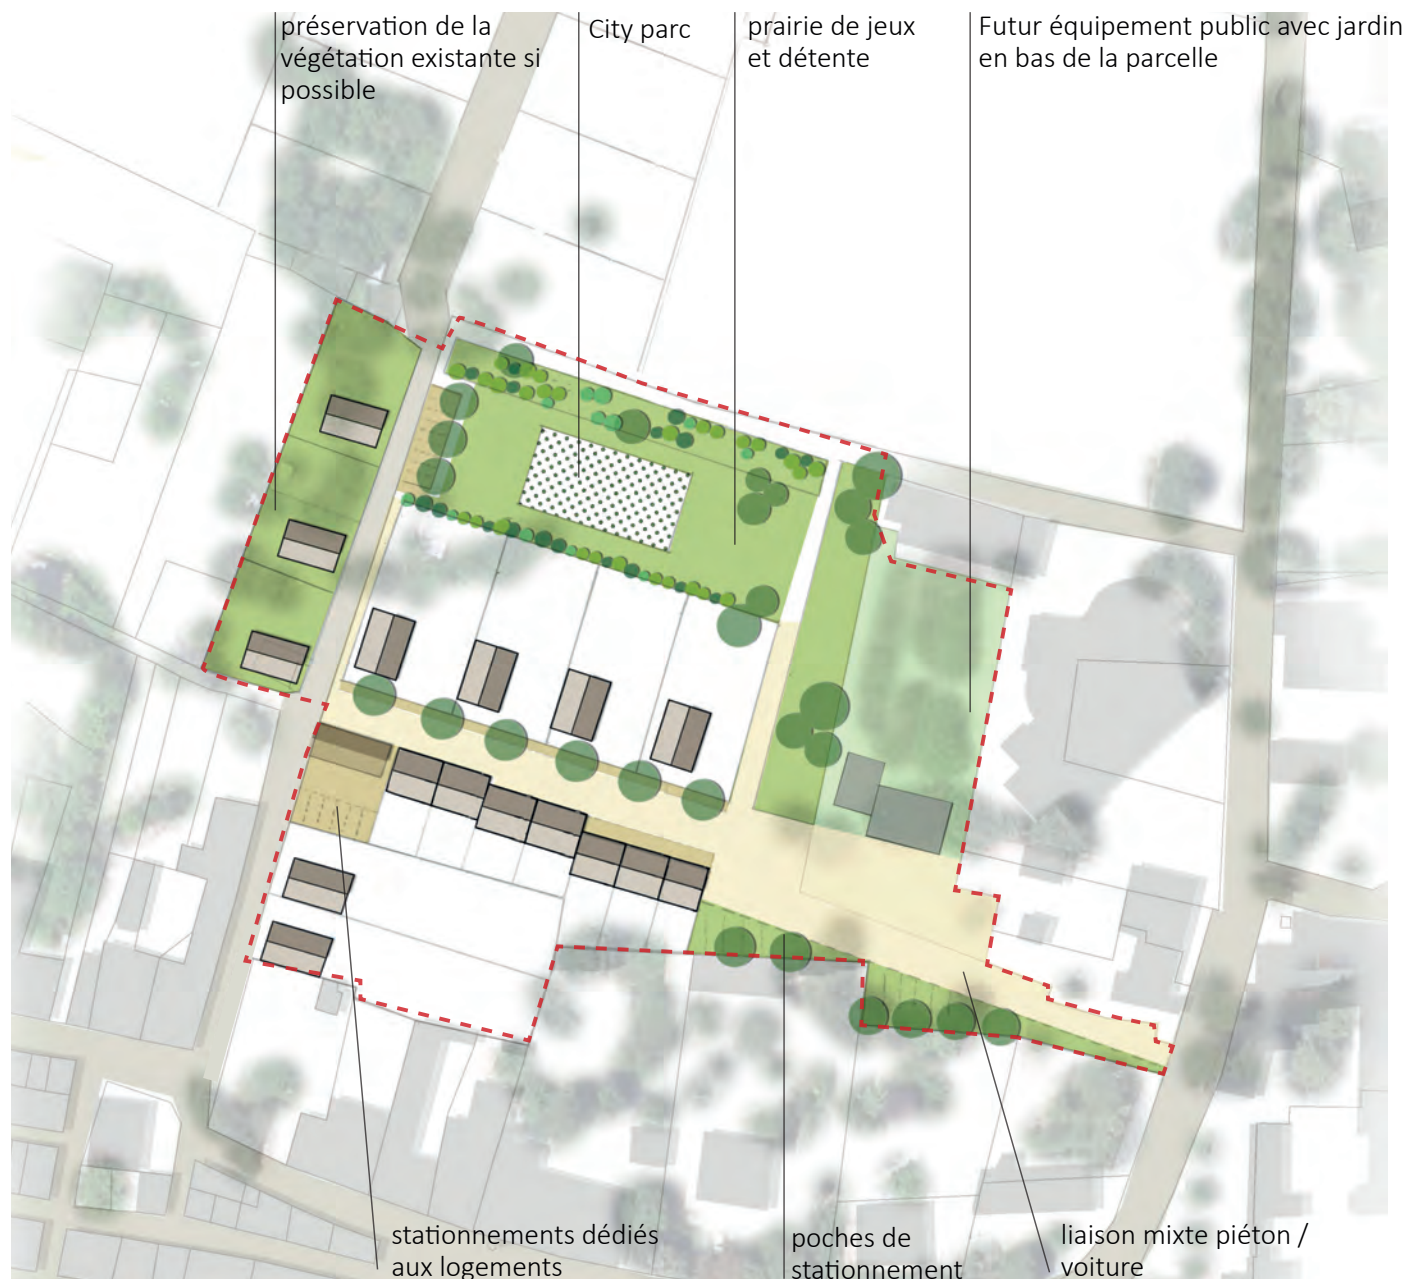 préservation de la
végétation existante si
possible
City parc
prairie de jeux
et détente
Futur équipement public avec jardin
en bas de la parcelle
stationnements dédiés
aux logements
poches de
stationnement
liaison mixte piéton /
voiture